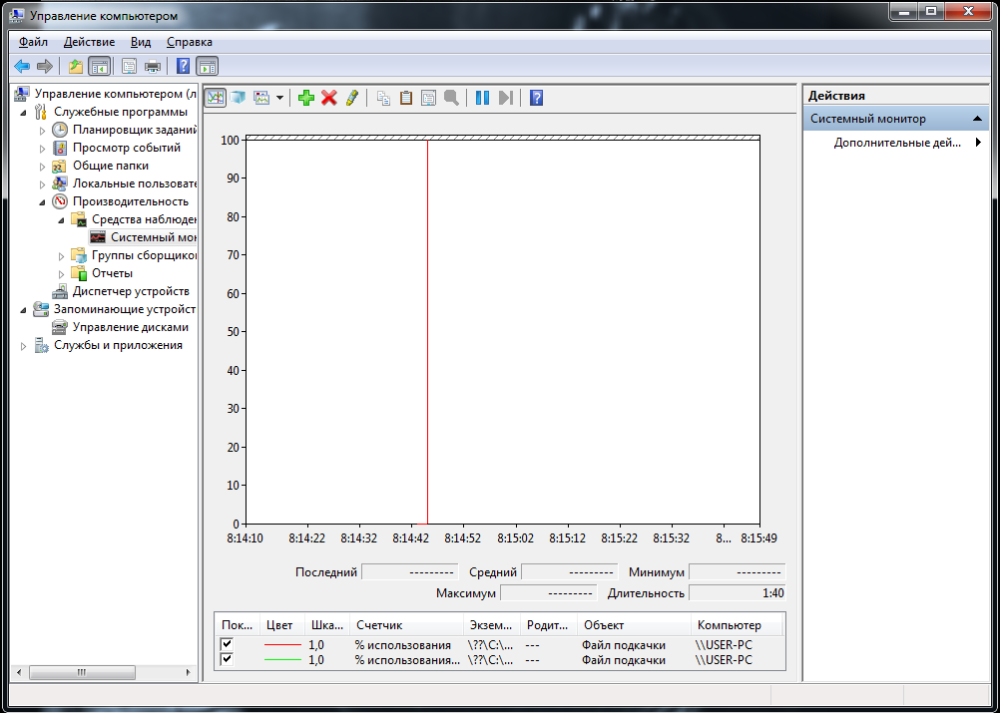 Управление компьютером
Файл Действие Вид Справка
Управление компьютером (л
Служебные программы
Планировщик заданий
Просмотр событий
Общие папки
Локальные пользовате
Производительность
Средства наблюден
Системный мон
Группы сборщиков
Отчеты
Диспетчер устройств
Запоминающие устройст
Управление дисками
Службы и приложения
100
90
80
70
60
50
40
30
20
10
0
8:14:10 8:14:22 8:14:32 8:14:42 8:14:52 8:15:02 8:15:12 8:15:22 8:15:32 8... 8:15:49
Последний --------- Средний --------- Минимум ---------
Максимум --------- Длительность 1:40
Пок... Цвет Шка... Счетчик Экзем... Родит... Объект Компьютер
1,0 % использования \??\C:\... --- Файл подкачки \\USER-PC
1,0 % использования... \??\C:\... --- Файл подкачки \\USER-PC
Действия
Системный монитор
Дополнительные дей...